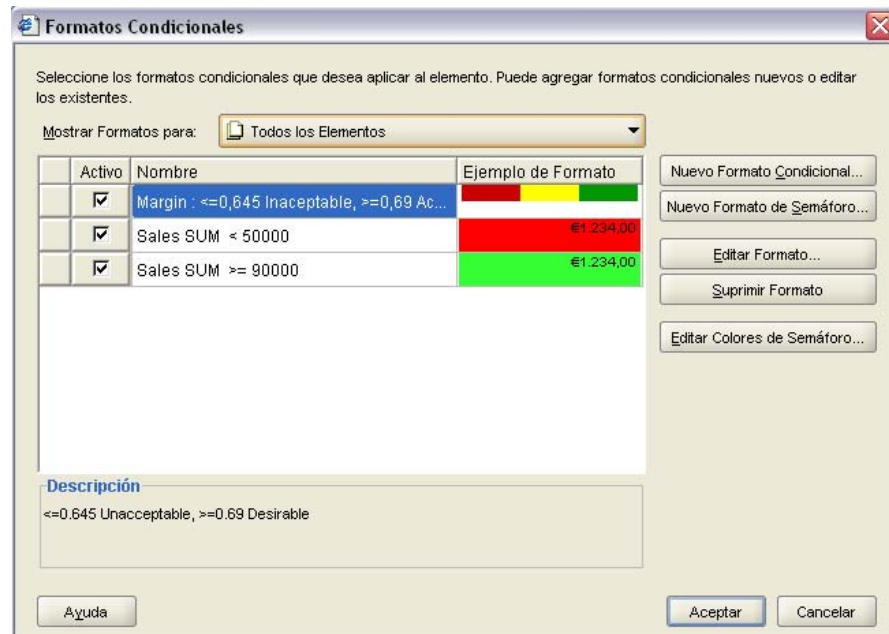 Formatos Condicionales
Seleccione los formatos condicionales que desea aplicar al elemento. Puede agregar formatos condicionales nuevos o editar
los existentes.
Mostrar Formatos para: Todos los Elementos
Activo Nombre Ejemplo de Formato
Margin : <=0,645 Inaceptable, >=0,69 Ac...
Sales SUM < 50000 €1.234,00
Sales SUM >= 90000 €1.234,00
Nuevo Formato Condicional...
Nuevo Formato de Semáforo...
Editar Formato...
Suprimir Formato
Editar Colores de Semáforo...
Descripción
<=0.645 Unacceptable, >=0.69 Desirable
Ayuda Aceptar Cancelar